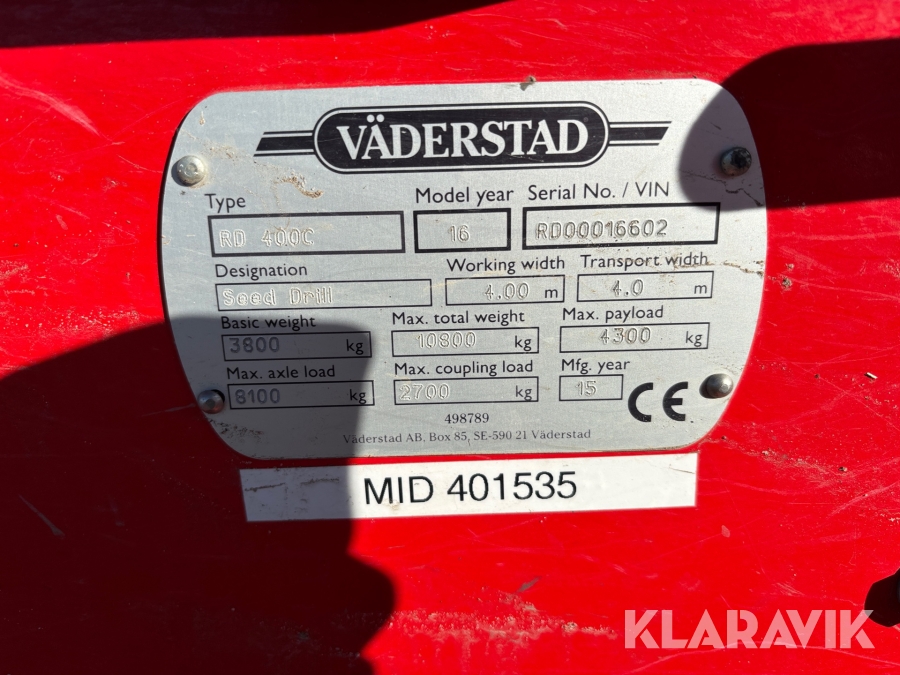 VÄDERSTAD
Type Model year Serial No. / VIN
RD 400C 16 RD00016602
Designation Working width Transport width
Seed Drill 4.00 m 4.0 m
Basic weight Max. total weight Max. payload
3800 kg 10800 kg 4300 kg
Max. axle load Max. coupling load Mfg. year
8100 kg 2700 kg 15 CE
498789
Väderstad AB, Box 85, SE-590 21 Väderstad
MID 401535
KLARAVIK